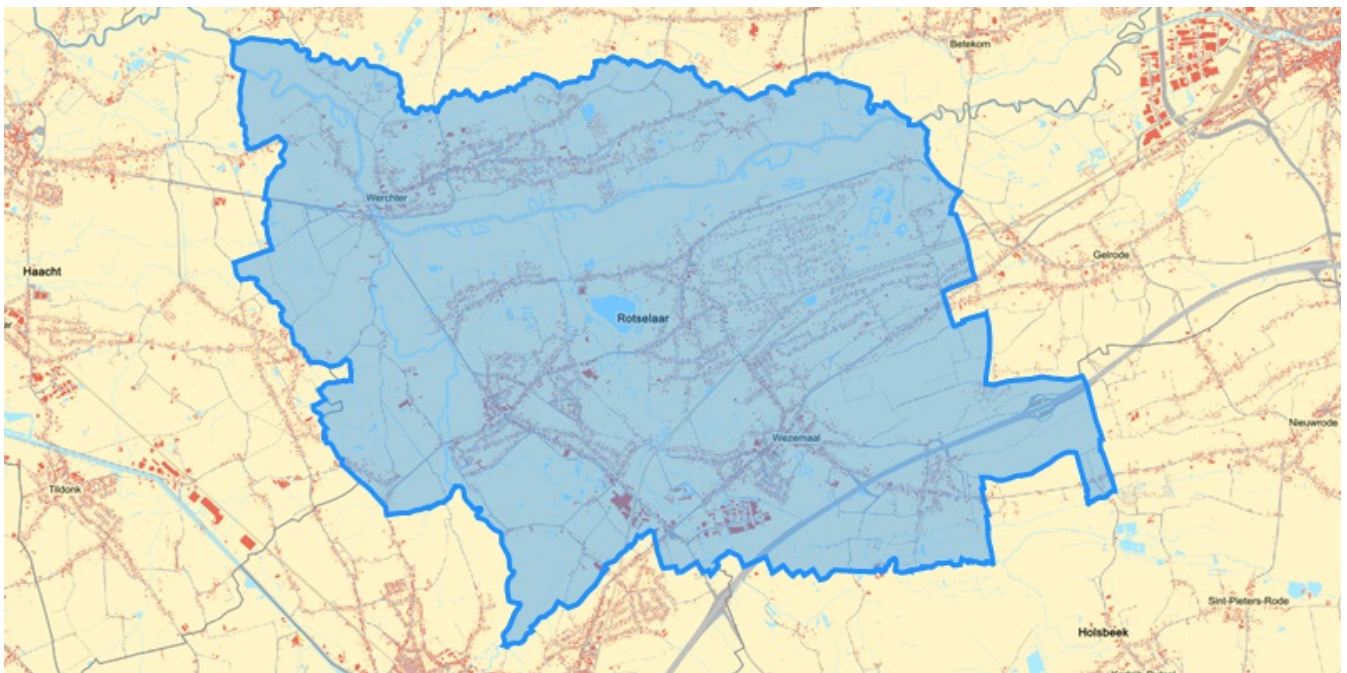 Betekom
Werchter
Gelrode
Haacht
Rotselaar
Nieuwrode
Wezemaal
Tildonk
Sint-Pieters-Rode
Holsbeek